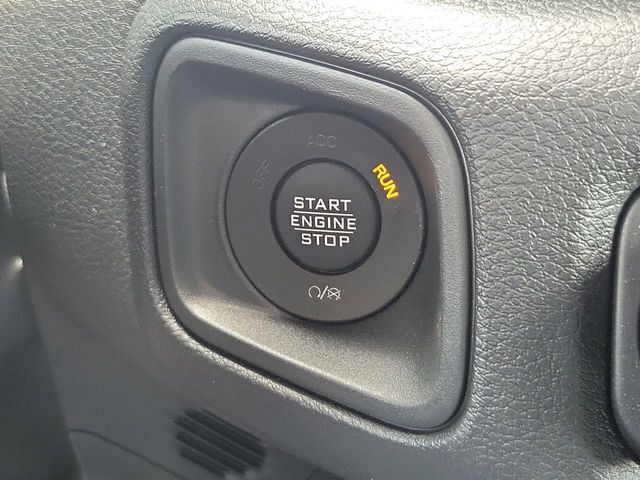 ACC
OFF
RUN
START
ENGINE
STOP